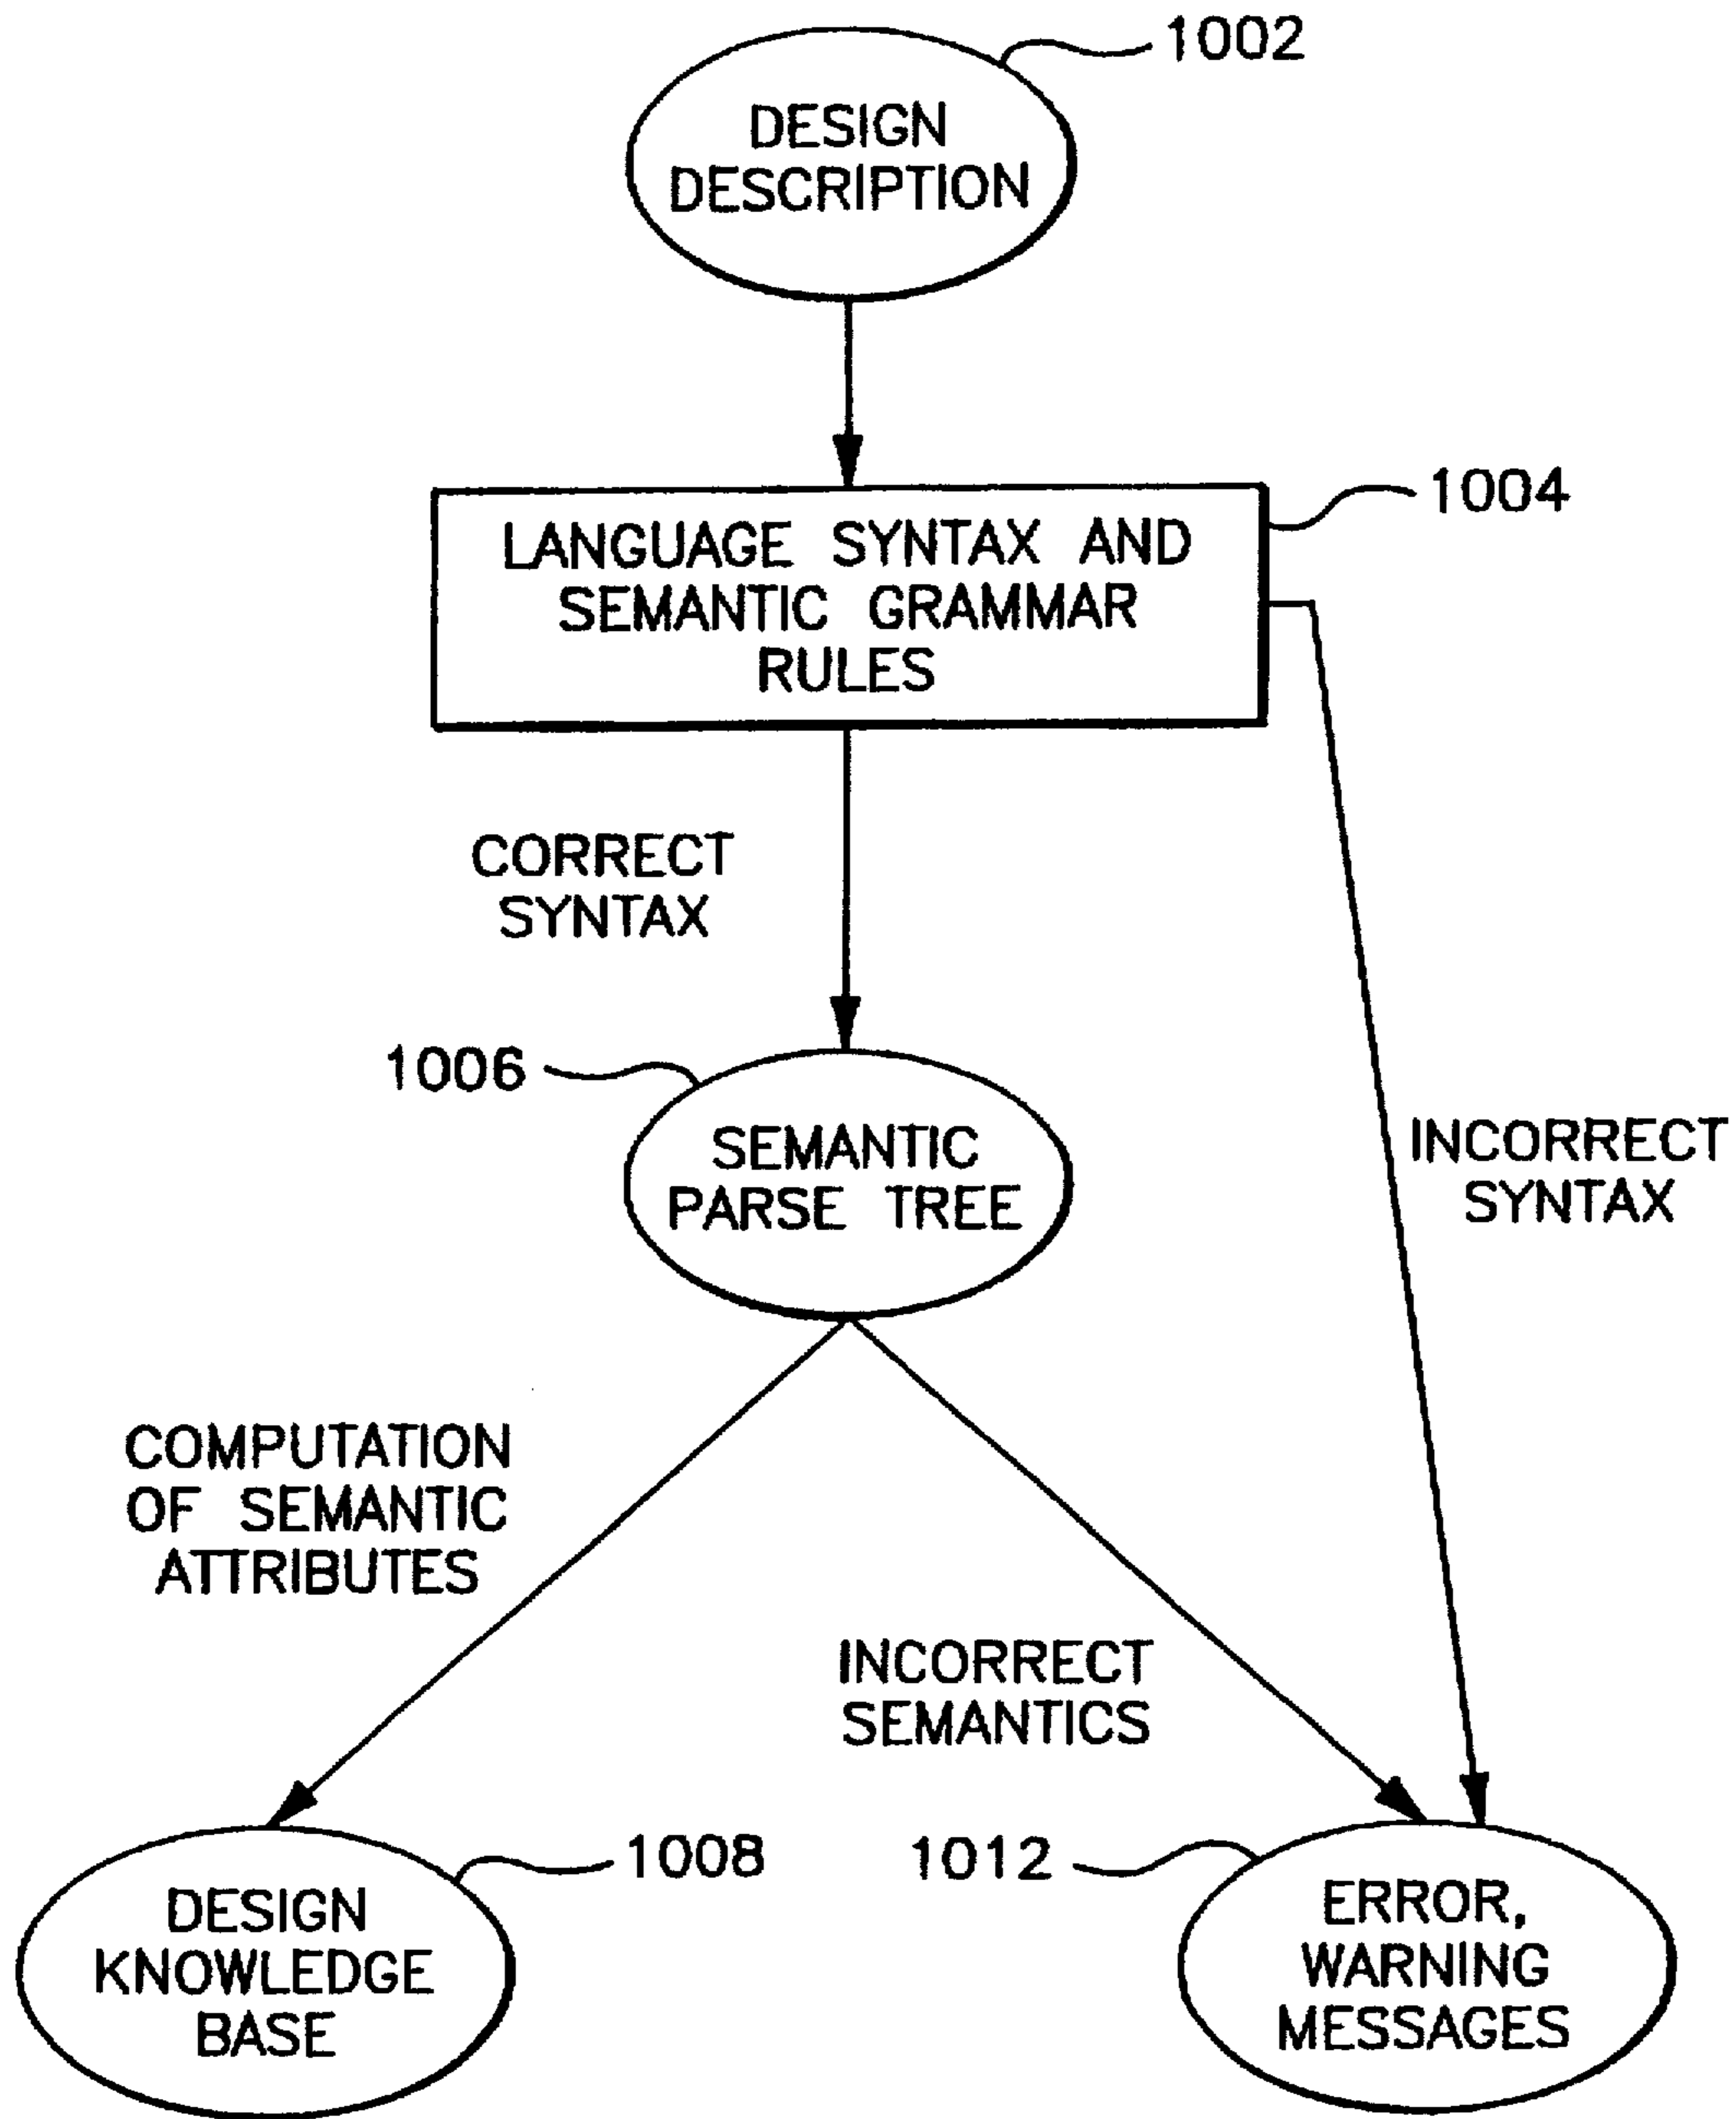 1002
DESIGN
DESCRIPTION
1004
LANGUAGE SYNTAX AND
SEMANTIC GRAMMAR
RULES
CORRECT
SYNTAX
1006
SEMANTIC
PARSE TREE
INCORRECT
SYNTAX
COMPUTATION
OF SEMANTIC
ATTRIBUTES
INCORRECT
SEMANTICS
1008
DESIGN
KNOWLEDGE
BASE
1012
ERROR,
WARNING
MESSAGES